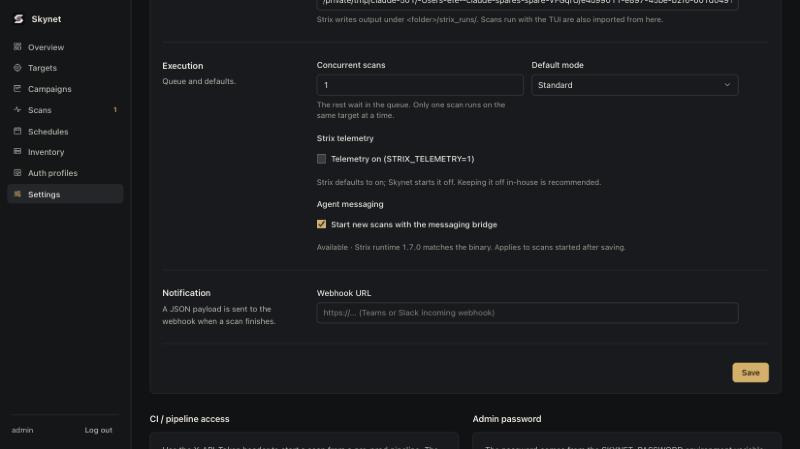 Skynet
Overview
Targets
Campaigns
Scans 1
Schedules
Inventory
Auth profiles
Settings
admin Log out
Strix writes output under <folder>/strix_runs/. Scans run with the TUI are also imported from here.
Execution
Queue and defaults.
Concurrent scans
1
The rest wait in the queue. Only one scan runs on the
same target at a time.
Default mode
Standard
Strix telemetry
Telemetry on (STRIX_TELEMETRY=1)
Strix defaults to on; Skynet starts it off. Keeping it off in-house is recommended.
Agent messaging
Start new scans with the messaging bridge
Available · Strix runtime 1.7.0 matches the binary. Applies to scans started after saving.
Notification
A JSON payload is sent to the
webhook when a scan finishes.
Webhook URL
https://... (Teams or Slack incoming webhook)
Save
CI / pipeline access
Admin password